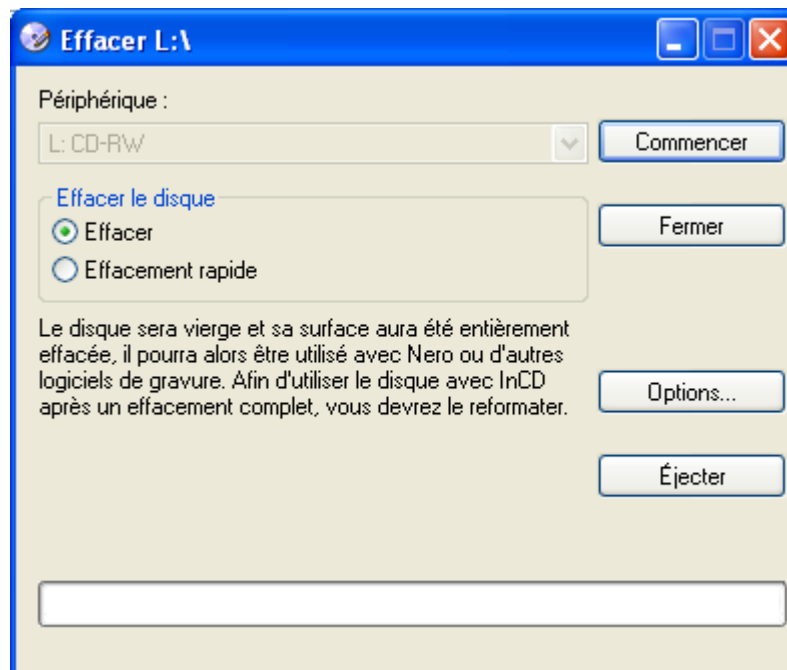 Effacer L:\
Périphérique :
L: CD-RW
Commencer
Effacer le disque
Effacer
Fermer
Effacement rapide
Le disque sera vierge et sa surface aura été entièrement
effacée, il pourra alors être utilisé avec Nero ou d'autres
logiciels de gravure. Afin d'utiliser le disque avec InCD
après un effacement complet, vous devrez le reformater.
Options...
Éjecter